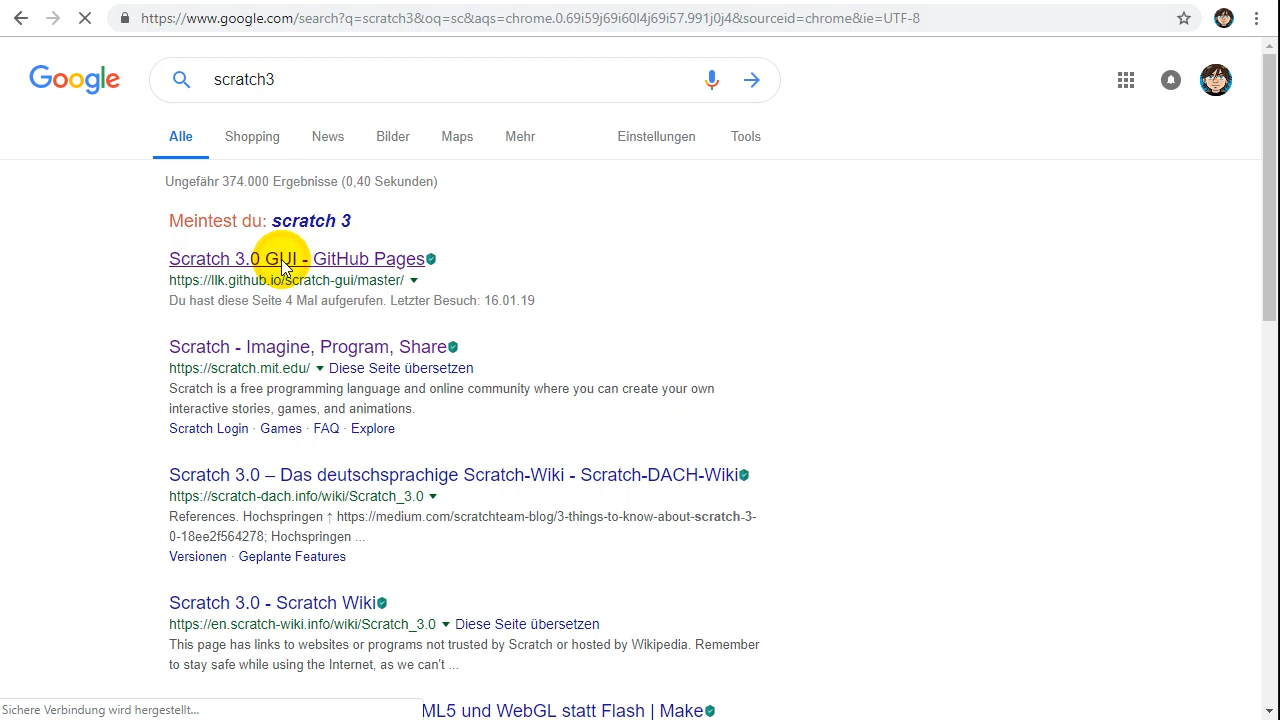 https://www.google.com/search?q=scratch3&oq=sc&aqs=chrome.0.69i59j69i60l4j69i57.991j0j4&sourceid=chrome&ie=UTF-8
Google
scratch3
Alle Shopping News Bilder Maps Mehr Einstellungen Tools
Ungefähr 374.000 Ergebnisse (0,40 Sekunden)
Meintest du: scratch 3
Scratch 3.0 GUI - GitHub Pages
https://llk.github.io/scratch-gui/master/
Du hast diese Seite 4 Mal aufgerufen. Letzter Besuch: 16.01.19
Scratch - Imagine, Program, Share
https://scratch.mit.edu/ Diese Seite übersetzen
Scratch is a free programming language and online community where you can create your own
interactive stories, games, and animations.
Scratch Login · Games · FAQ · Explore
Scratch 3.0 – Das deutschsprachige Scratch-Wiki - Scratch-DACH-Wiki
https://scratch-dach.info/wiki/Scratch_3.0
References. Hochspringen ↑ https://medium.com/scratchteam-blog/3-things-to-know-about-scratch-3-
0-18ee2f564278; Hochspringen ...
Versionen · Geplante Features
Scratch 3.0 - Scratch Wiki
https://en.scratch-wiki.info/wiki/Scratch_3.0 Diese Seite übersetzen
This page has links to websites or programs not trusted by Scratch or hosted by Wikipedia. Remember
to stay safe while using the Internet, as we can't ...
Sichere Verbindung wird hergestellt...
ML5 und WebGL statt Flash | Make